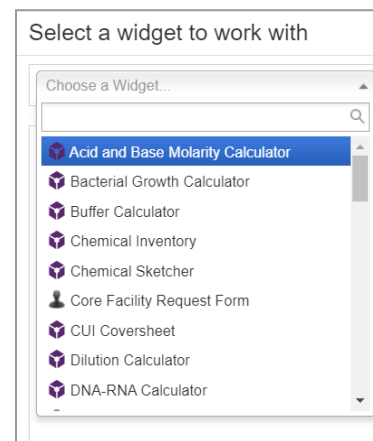 Select a widget to work with
Choose a Widget...
Acid and Base Molarity Calculator
Bacterial Growth Calculator
Buffer Calculator
Chemical Inventory
Chemical Sketcher
Core Facility Request Form
CUI Coversheet
Dilution Calculator
DNA-RNA Calculator